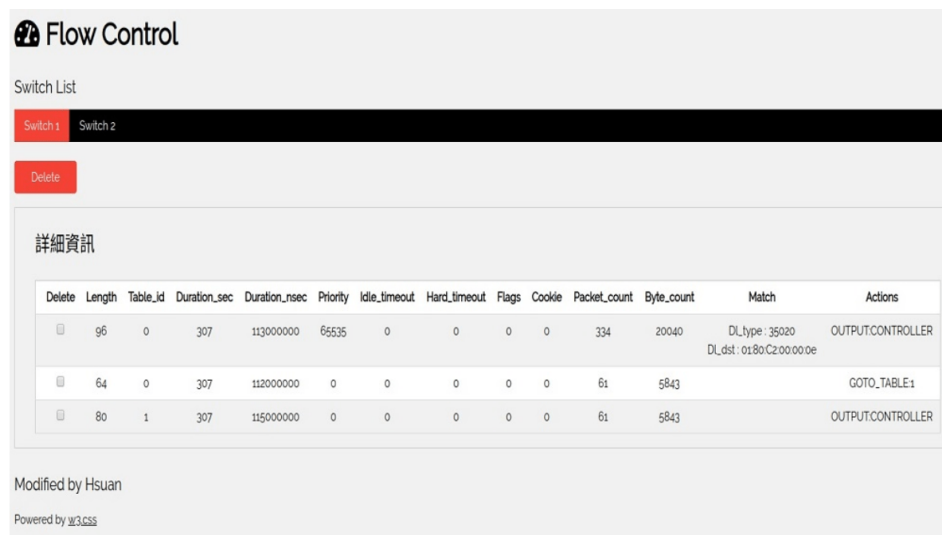 Flow Control
Switch List
Switch 1 Switch 2
Delete
詳細資訊
Delete Length Table_id Duration_sec Duration_nsec Priority Idle_timeout Hard_timeout Flags Cookie Packet_count Byte_count Match Actions
96 0 307 113000000 65535 0 0 0 0 334 20040 Dl_type : 35020 OUTPUT:CONTROLLER
Dl_dst : 01:80:C2:00:00:0e
64 0 307 112000000 0 0 0 0 0 61 5843 GOTO_TABLE:1
80 1 307 115000000 0 0 0 0 0 61 5843 OUTPUT:CONTROLLER
Modified by Hsuan
Powered by w3.css